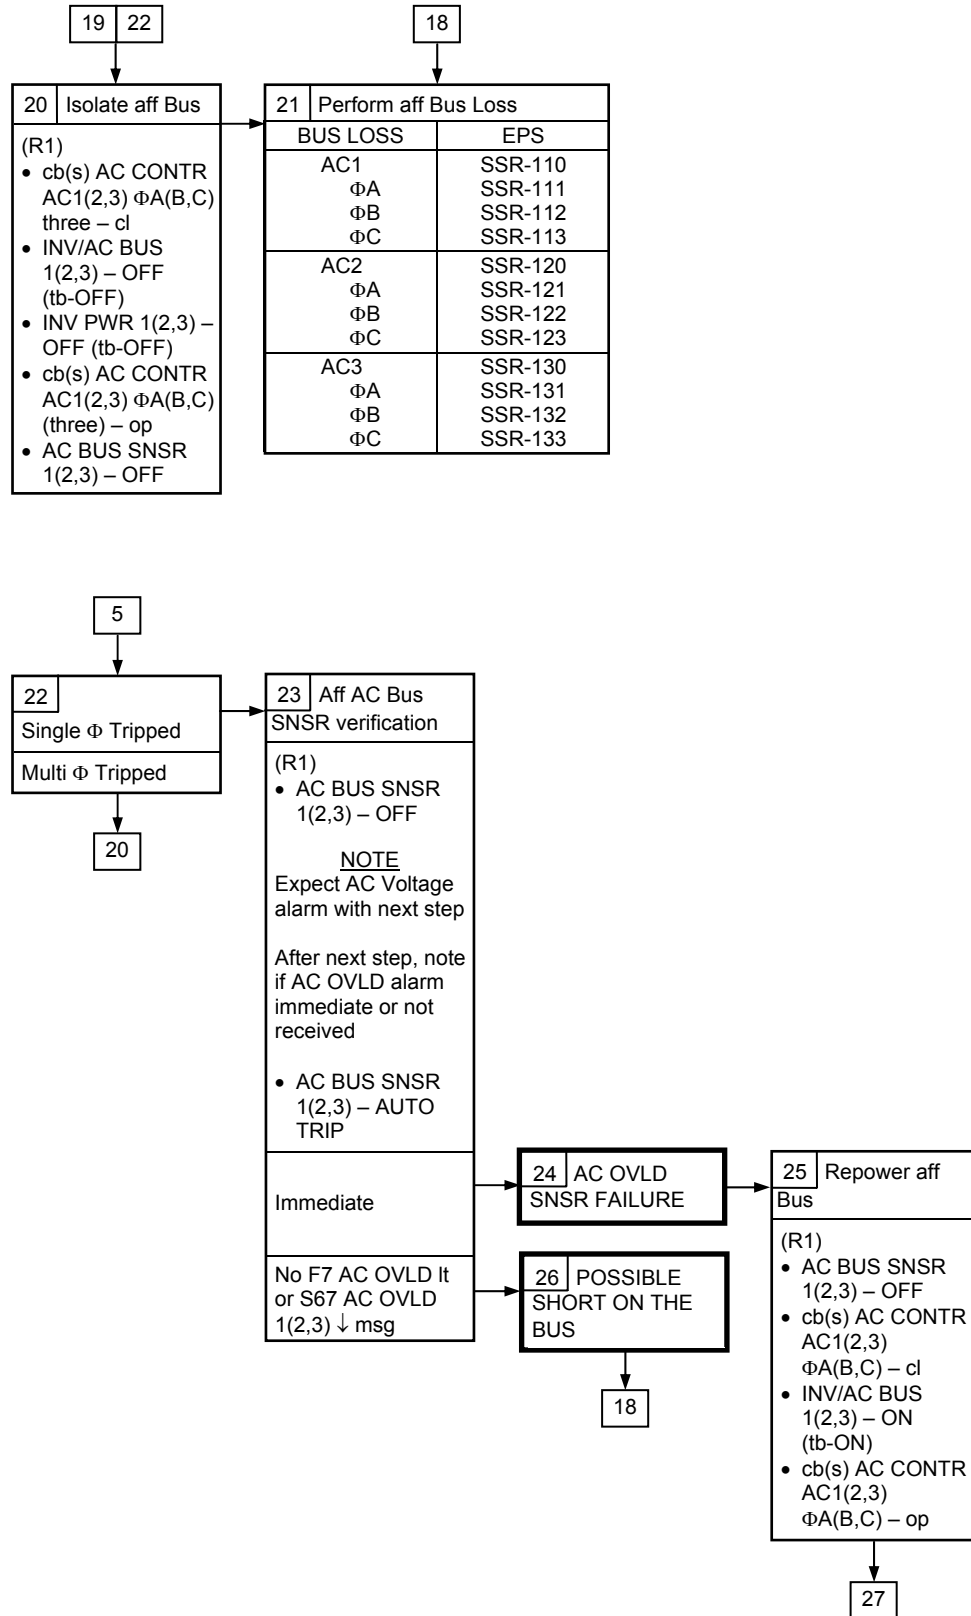 19 22
18
20 Isolate aff Bus
(R1)
• cb(s) AC CONTR
AC1(2,3) ΦA(B,C)
three – cl
• INV/AC BUS
1(2,3) – OFF
(tb-OFF)
• INV PWR 1(2,3) –
OFF (tb-OFF)
• cb(s) AC CONTR
AC1(2,3) ΦA(B,C)
(three) – op
• AC BUS SNSR
1(2,3) – OFF
21 Perform aff Bus Loss
BUS LOSS EPS
AC1 SSR-110
ΦA SSR-111
ΦB SSR-112
ΦC SSR-113
AC2 SSR-120
ΦA SSR-121
ΦB SSR-122
ΦC SSR-123
AC3 SSR-130
ΦA SSR-131
ΦB SSR-132
ΦC SSR-133
5
22
Single Φ Tripped
Multi Φ Tripped
20
23 Aff AC Bus
SNSR verification
(R1)
• AC BUS SNSR
1(2,3) – OFF
NOTE
Expect AC Voltage
alarm with next step
After next step, note
if AC OVLD alarm
immediate or not
received
• AC BUS SNSR
1(2,3) – AUTO
TRIP
Immediate
No F7 AC OVLD lt
or S67 AC OVLD
1(2,3) ↓ msg
24 AC OVLD
SNSR FAILURE
26 POSSIBLE
SHORT ON THE
BUS
18
25 Repower aff
Bus
(R1)
• AC BUS SNSR
1(2,3) – OFF
• cb(s) AC CONTR
AC1(2,3)
ΦA(B,C) – cl
• INV/AC BUS
1(2,3) – ON
(tb-ON)
• cb(s) AC CONTR
AC1(2,3)
ΦA(B,C) – op
27